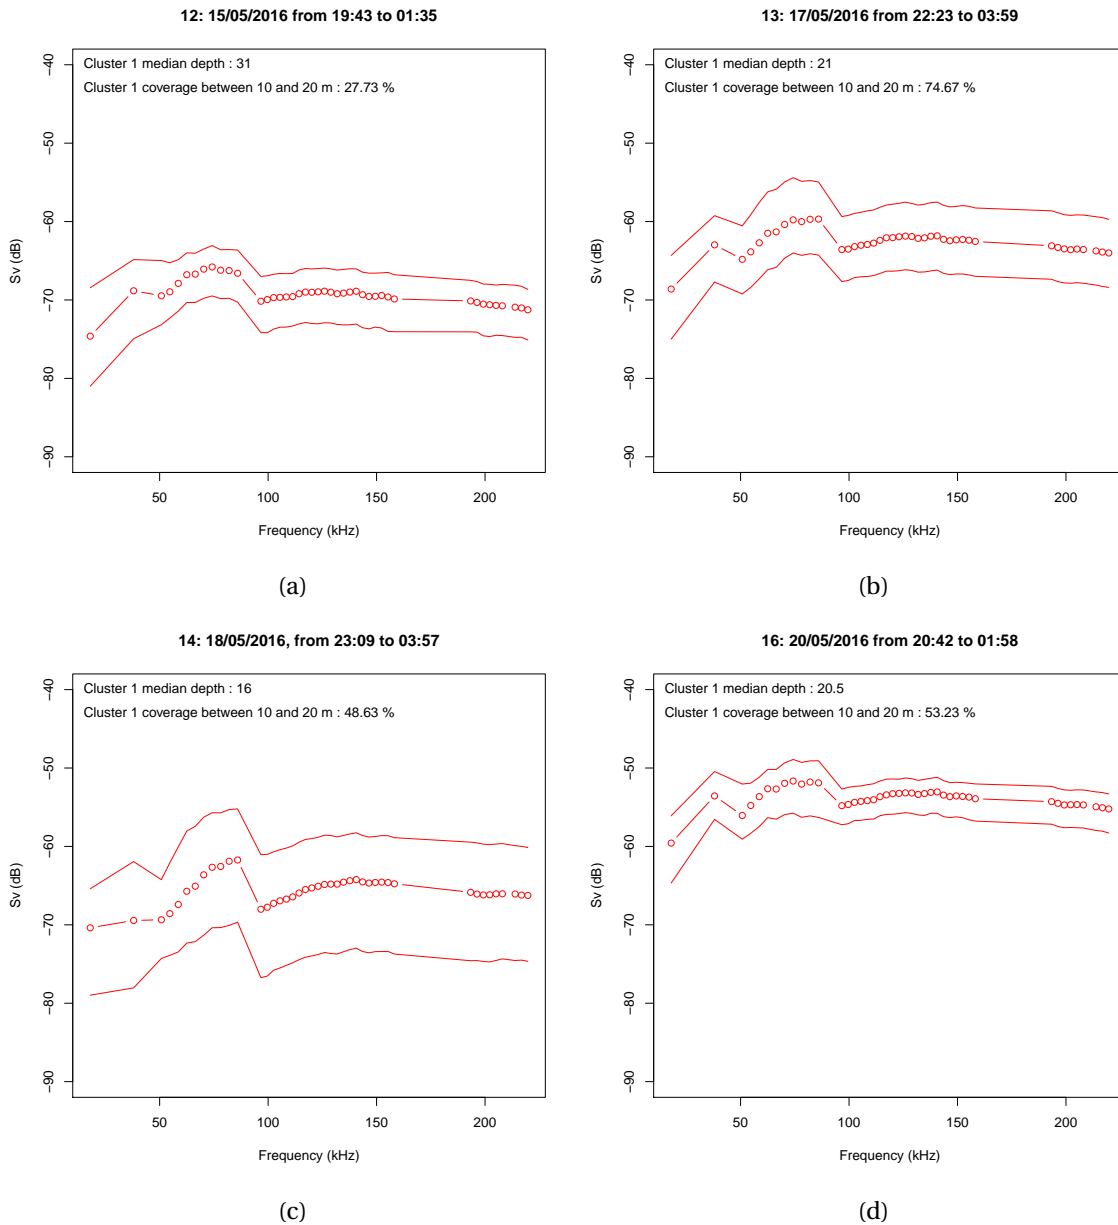 12: 15/05/2016 from 19:43 to 01:35
Cluster 1 median depth : 31
Cluster 1 coverage between 10 and 20 m : 27.73 %
Sv (dB)
−40
−50
−60
−70
−80
−90
50 100 150 200
Frequency (kHz)
(a)
13: 17/05/2016 from 22:23 to 03:59
Cluster 1 median depth : 21
Cluster 1 coverage between 10 and 20 m : 74.67 %
Sv (dB)
−40
−50
−60
−70
−80
−90
50 100 150 200
Frequency (kHz)
(b)
14: 18/05/2016, from 23:09 to 03:57
Cluster 1 median depth : 16
Cluster 1 coverage between 10 and 20 m : 48.63 %
Sv (dB)
−40
−50
−60
−70
−80
−90
50 100 150 200
Frequency (kHz)
(c)
16: 20/05/2016 from 20:42 to 01:58
Cluster 1 median depth : 20.5
Cluster 1 coverage between 10 and 20 m : 53.23 %
Sv (dB)
−40
−50
−60
−70
−80
−90
50 100 150 200
Frequency (kHz)
(d)